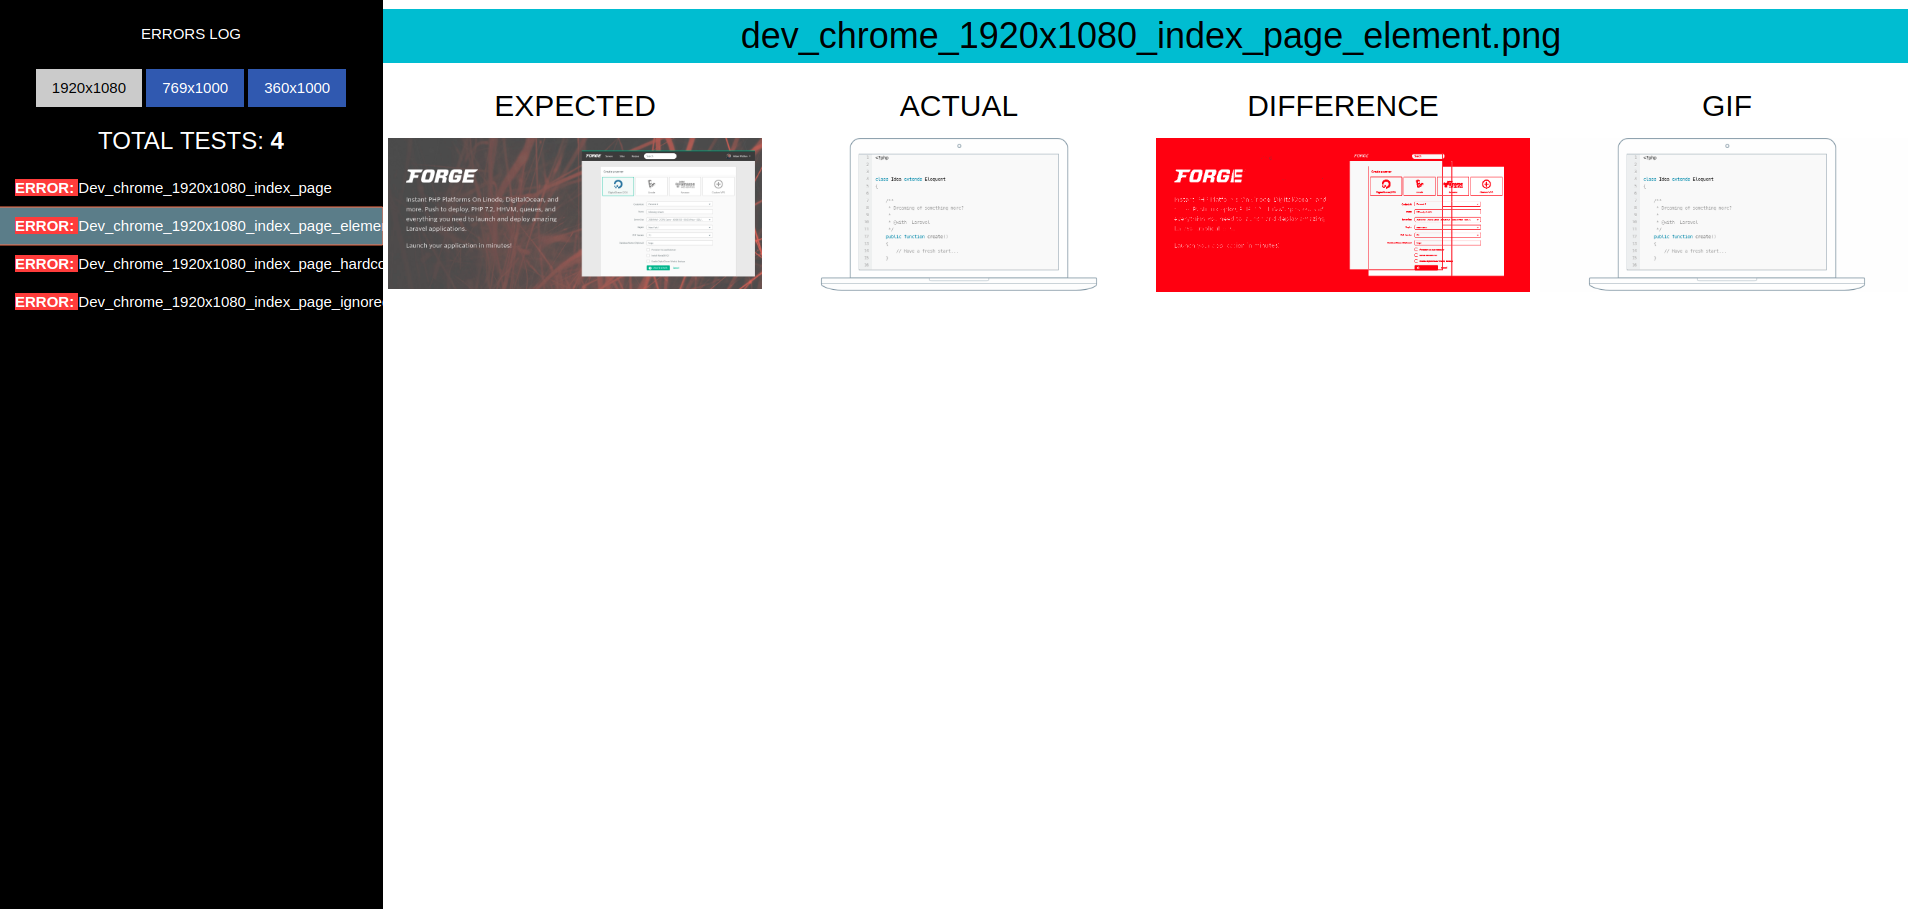 ERRORS LOG
1920x1080 769x1000 360x1000
TOTAL TESTS: 4
ERROR: Dev_chrome_1920x1080_index_page
ERROR: Dev_chrome_1920x1080_index_page_elemen
ERROR: Dev_chrome_1920x1080_index_page_hardco
ERROR: Dev_chrome_1920x1080_index_page_ignore
dev_chrome_1920x1080_index_page_element.png
EXPECTED
FORGE
Instant PHP Platforms On Linode, DigitalOcean, and
more. Push to deploy, PHP 7.2, HHVM, queues, and
everything you need to launch and deploy amazing
Laravel applications.
Launch your application in minutes!
FORGE
ACTUAL
<?php
class Idea extends Eloquent
{
/**
* Dreaming of something more?
*
* @with Laravel
*/
public function create()
{
// Have a fresh start...
}
DIFFERENCE
FORGE
GIF
<?php
class Idea extends Eloquent
{
/**
* Dreaming of something more?
*
* @with Laravel
*/
public function create()
{
// Have a fresh start...
}